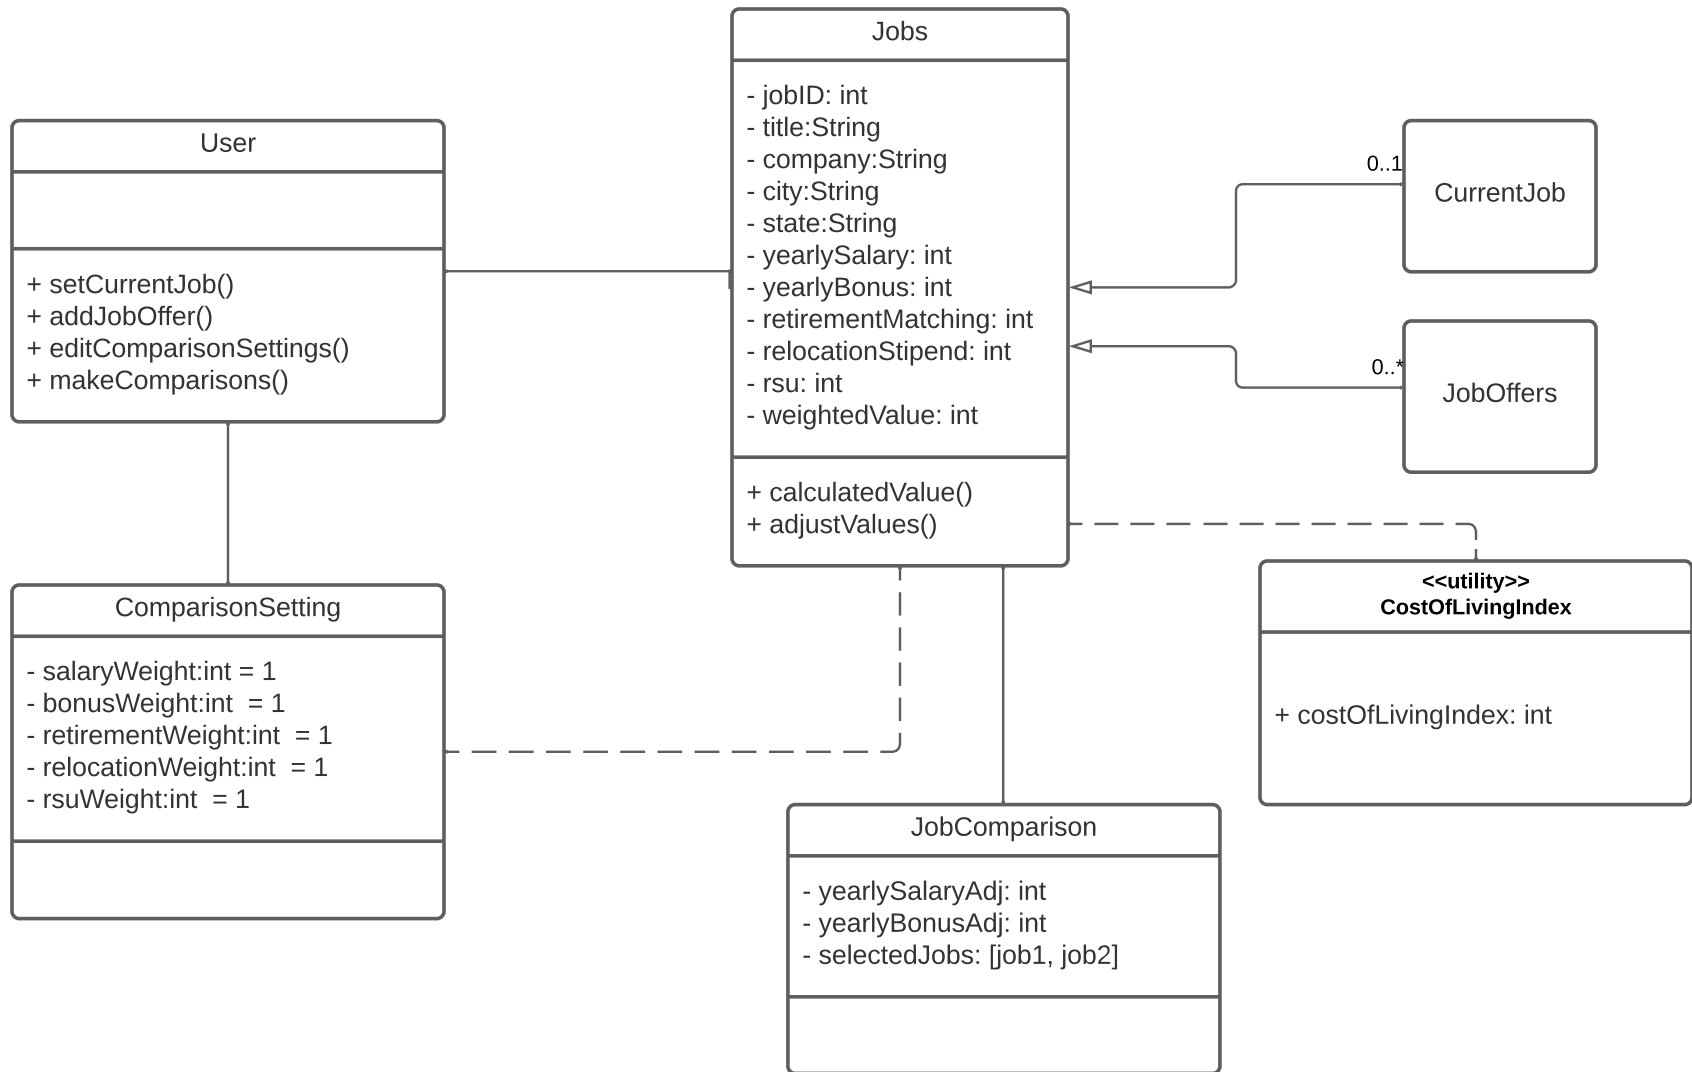 Jobs
- jobID: int
- title:String
- company:String
- city:String
- state:String
- yearlySalary: int
- yearlyBonus: int
- retirementMatching: int
- relocationStipend: int
- rsu: int
- weightedValue: int
+ calculatedValue()
+ adjustValues()
User
+ setCurrentJob()
+ addJobOffer()
+ editComparisonSettings()
+ makeComparisons()
0..1
CurrentJob
0..*
JobOffers
ComparisonSetting
- salaryWeight:int = 1
- bonusWeight:int  = 1
- retirementWeight:int  = 1
- relocationWeight:int  = 1
- rsuWeight:int  = 1
<<utility>>
CostOfLivingIndex
+ costOfLivingIndex: int
JobComparison
- yearlySalaryAdj: int
- yearlyBonusAdj: int
- selectedJobs: [job1, job2]